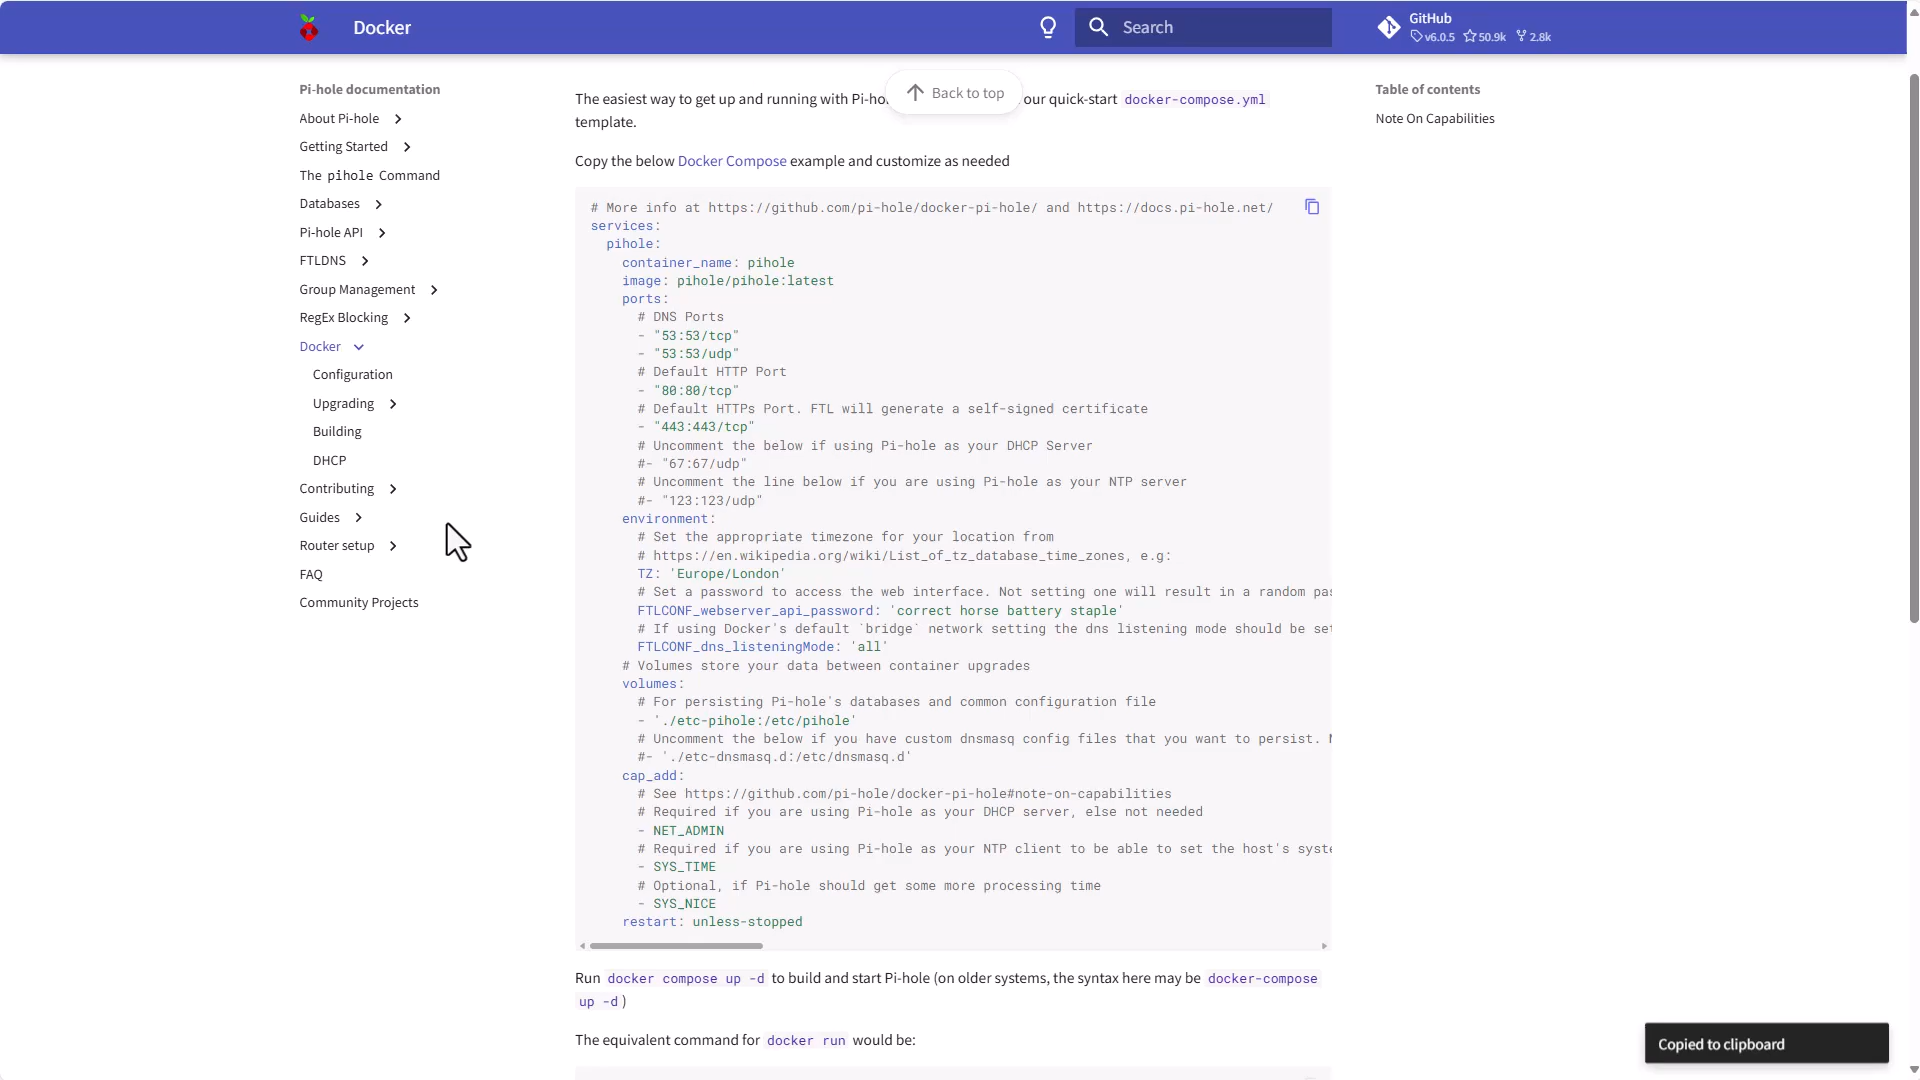 Docker
Search
GitHub
v6.0.5 50.9k 2.8k
Pi-hole documentation
About Pi-hole
Getting Started
The pihole Command
Databases
Pi-hole API
FTLDNS
Group Management
RegEx Blocking
Docker
Configuration
Upgrading
Building
DHCP
Contributing
Guides
Router setup
FAQ
Community Projects
Back to top
The easiest way to get up and running with Pi-ho our quick-start docker-compose.yml
template.
Copy the below Docker Compose example and customize as needed
# More info at https://github.com/pi-hole/docker-pi-hole/ and https://docs.pi-hole.net/
services:
  pihole:
    container_name: pihole
    image: pihole/pihole:latest
    ports:
      # DNS Ports
      - "53:53/tcp"
      - "53:53/udp"
      # Default HTTP Port
      - "80:80/tcp"
      # Default HTTPs Port. FTL will generate a self-signed certificate
      - "443:443/tcp"
      # Uncomment the below if using Pi-hole as your DHCP Server
      #- "67:67/udp"
      # Uncomment the line below if you are using Pi-hole as your NTP server
      #- "123:123/udp"
    environment:
      # Set the appropriate timezone for your location from
      # https://en.wikipedia.org/wiki/List_of_tz_database_time_zones, e.g:
      TZ: 'Europe/London'
      # Set a password to access the web interface. Not setting one will result in a random pas
      FTLCONF_webserver_api_password: 'correct horse battery staple'
      # If using Docker's default `bridge` network setting the dns listening mode should be set
      FTLCONF_dns_listeningMode: 'all'
    # Volumes store your data between container upgrades
    volumes:
      # For persisting Pi-hole's databases and common configuration file
      - './etc-pihole:/etc/pihole'
      # Uncomment the below if you have custom dnsmasq config files that you want to persist. N
      #- './etc-dnsmasq.d:/etc/dnsmasq.d'
    cap_add:
      # See https://github.com/pi-hole/docker-pi-hole#note-on-capabilities
      # Required if you are using Pi-hole as your DHCP server, else not needed
      - NET_ADMIN
      # Required if you are using Pi-hole as your NTP client to be able to set the host's syste
      - SYS_TIME
      # Optional, if Pi-hole should get some more processing time
      - SYS_NICE
    restart: unless-stopped
Run docker compose up -d to build and start Pi-hole (on older systems, the syntax here may be docker-compose
up -d )
The equivalent command for docker run would be:
Table of contents
Note On Capabilities
Copied to clipboard